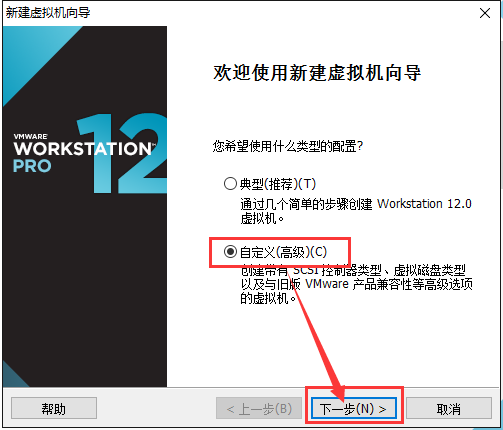 新建虚拟机向导
VMWARE
WORKSTATION™
PRO 12
欢迎使用新建虚拟机向导
您希望使用什么类型的配置?
典型(推荐)(T)
通过几个简单的步骤创建 Workstation 12.0
虚拟机。
自定义(高级)(C)
创建带有 SCSI 控制器类型、虚拟磁盘类型
以及与旧版 VMware 产品兼容性等高级选项
的虚拟机。
帮助
< 上一步(B)
下一步(N) >
取消